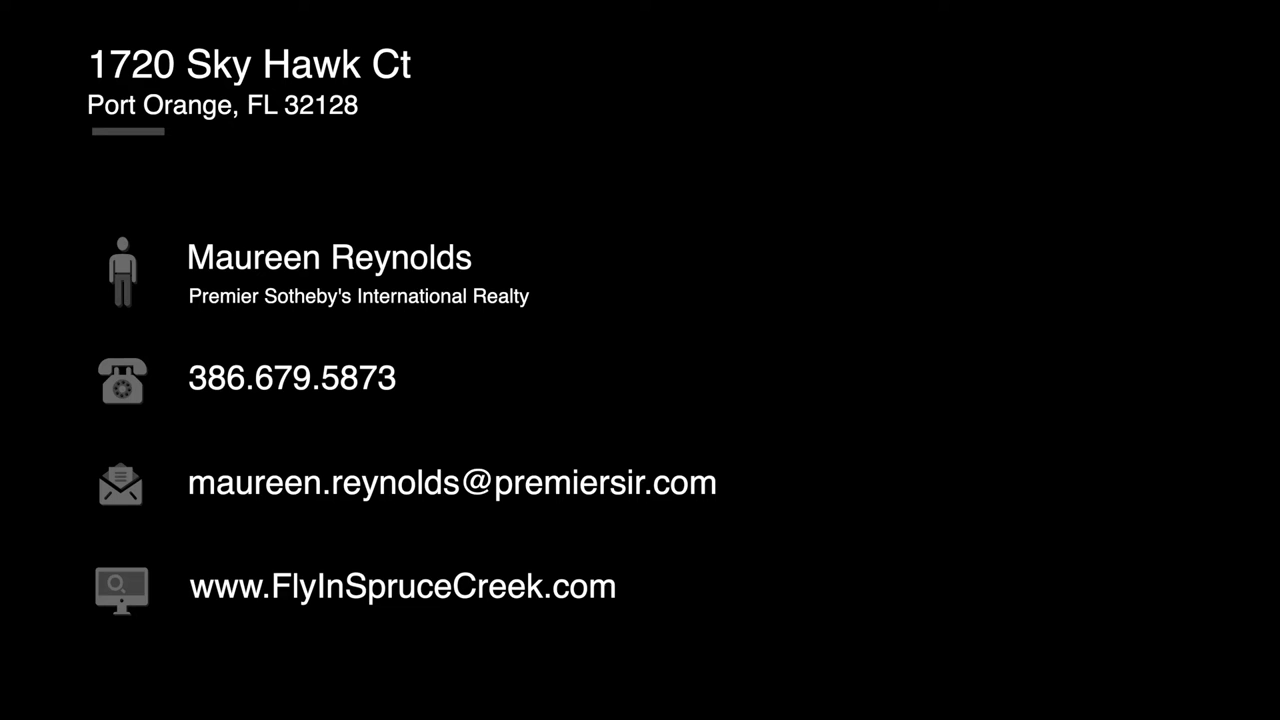 1720 Sky Hawk Ct
Port Orange, FL 32128
Maureen Reynolds
Premier Sotheby's International Realty
386.679.5873
maureen.reynolds@premiersir.com
www.FlyInSpruceCreek.com